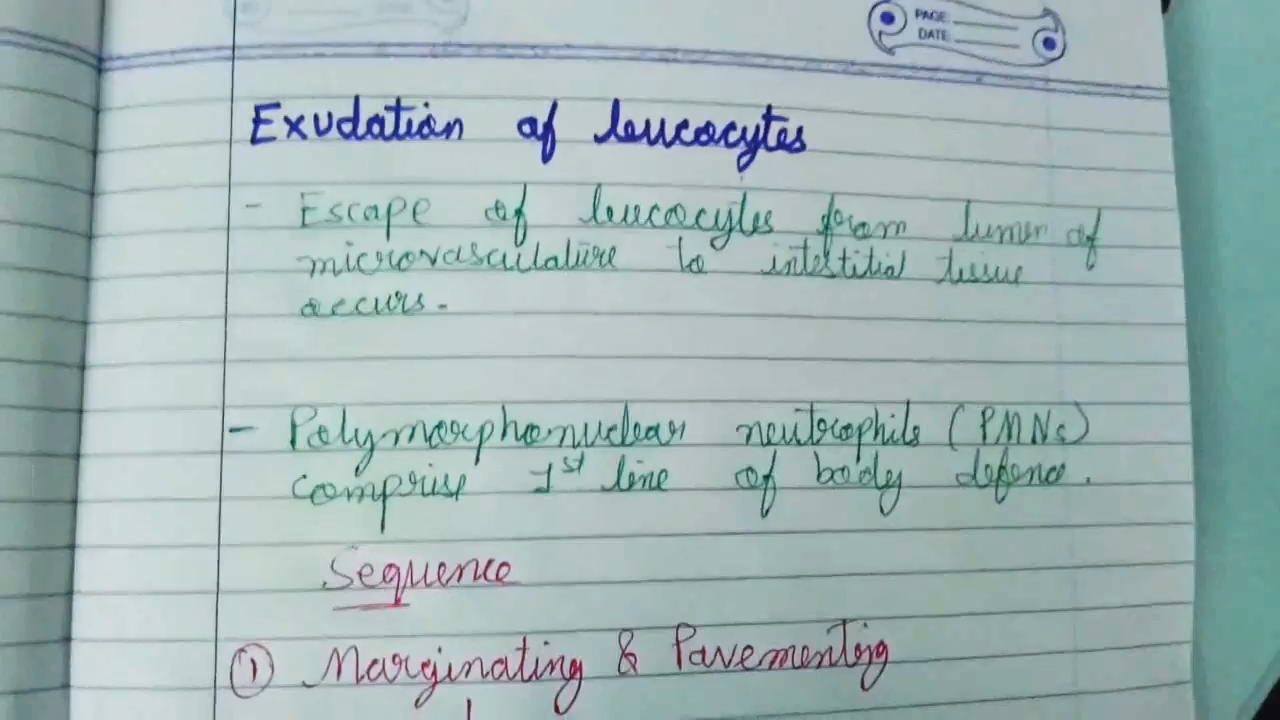 PAGE:
DATE:
Exudation of leucocytes
- Escape of leucocytes from lumen of
microvasculature to intestitial tissue
occurs.
- Polymorphonuclear neutrophils (PMNs)
comprise 1st line of body defence.
Sequence
① Marginating & Pavementing